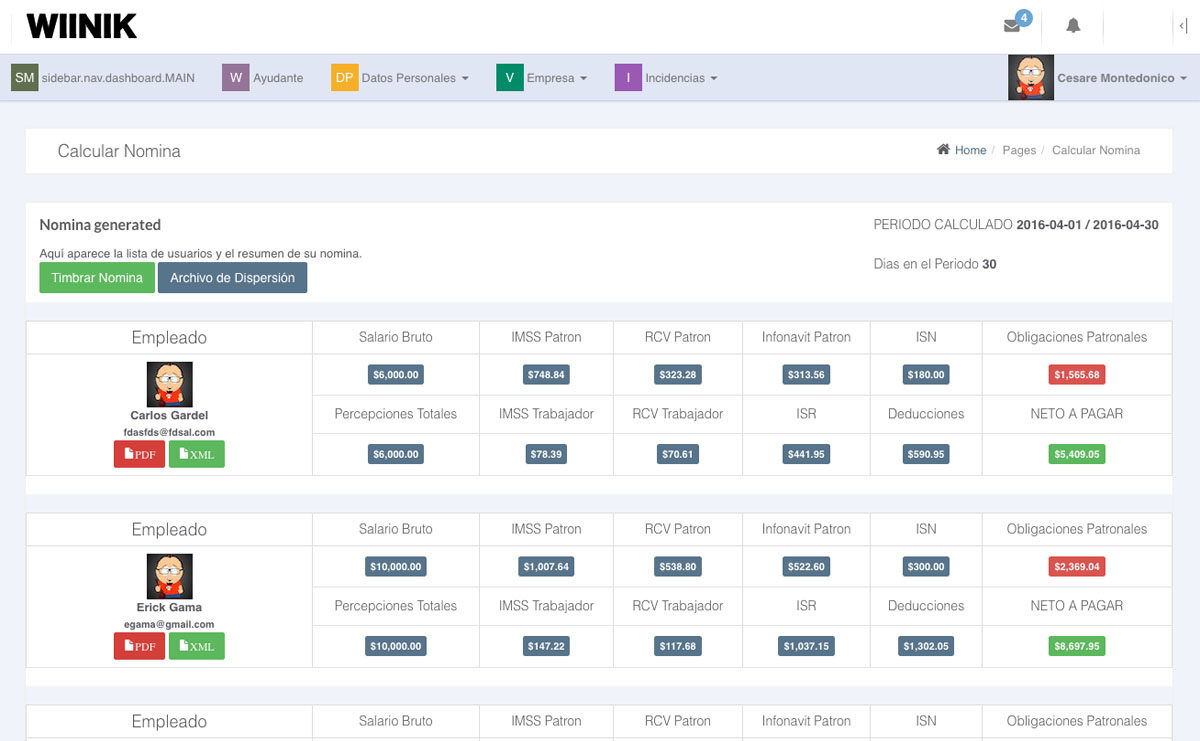 WIINIK
4
SM sidebar.nav.dashboard.MAIN W Ayudante DP Datos Personales V Empresa I Incidencias Cesare Montedonico
Calcular Nomina Home / Pages / Calcular Nomina
Nomina generated PERIODO CALCULADO 2016-04-01 / 2016-04-30
Aquí aparece la lista de usuarios y el resumen de su nomina.
Dias en el Periodo 30
Timbrar Nomina Archivo de Dispersión
Empleado Salario Bruto IMSS Patron RCV Patron Infonavit Patron ISN Obligaciones Patronales
$6,000.00 $748.84 $323.28 $313.56 $180.00 $1,565.68
Carlos Gardel Percepciones Totales IMSS Trabajador RCV Trabajador ISR Deducciones NETO A PAGAR
fdasfds@fdsal.com
PDF XML $6,000.00 $78.39 $70.61 $441.95 $590.95 $5,409.05
Empleado Salario Bruto IMSS Patron RCV Patron Infonavit Patron ISN Obligaciones Patronales
$10,000.00 $1,007.64 $538.80 $522.60 $300.00 $2,369.04
Erick Gama Percepciones Totales IMSS Trabajador RCV Trabajador ISR Deducciones NETO A PAGAR
egama@gmail.com
PDF XML $10,000.00 $147.22 $117.68 $1,037.15 $1,302.05 $8,697.95
Empleado Salario Bruto IMSS Patron RCV Patron Infonavit Patron ISN Obligaciones Patronales